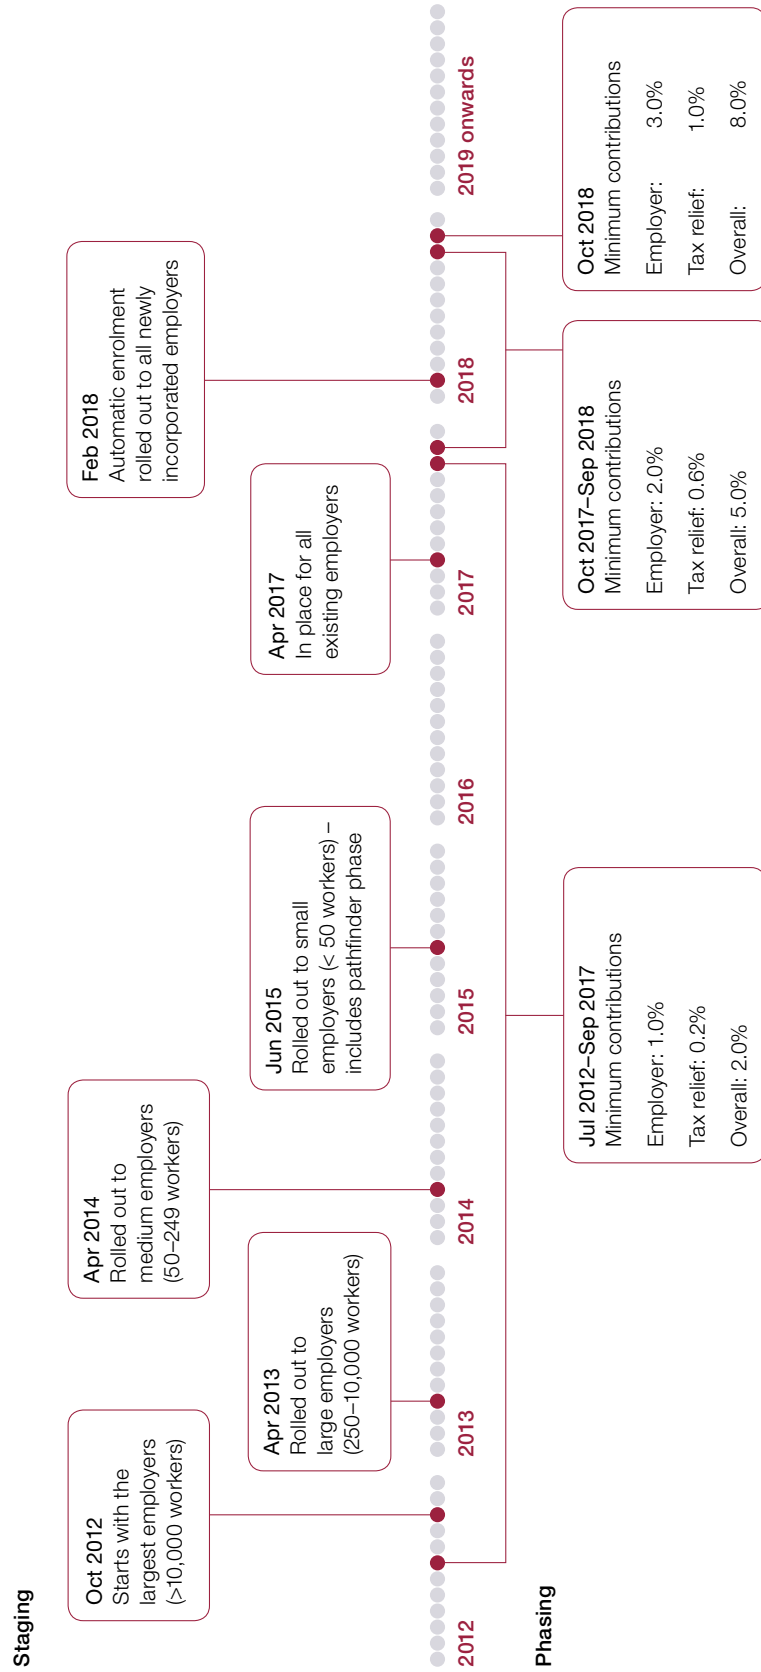 Staging
Oct 2012
Starts with the
largest employers
(>10,000 workers)
Apr 2013
Rolled out to
large employers
(250–10,000 workers)
Apr 2014
Rolled out to
medium employers
(50–249 workers)
Jun 2015
Rolled out to small
employers (< 50 workers) –
includes pathfinder phase
Apr 2017
In place for all
existing employers
Feb 2018
Automatic enrolment
rolled out to all newly
incorporated employers
2012
2013
2014
2015
2016
2017
2018
2019 onwards
Phasing
Jul 2012–Sep 2017
Minimum contributions
Employer: 1.0%
Tax relief: 0.2%
Overall: 2.0%
Oct 2017–Sep 2018
Minimum contributions
Employer: 2.0%
Tax relief: 0.6%
Overall: 5.0%
Oct 2018
Minimum contributions
Employer: 3.0%
Tax relief: 1.0%
Overall: 8.0%